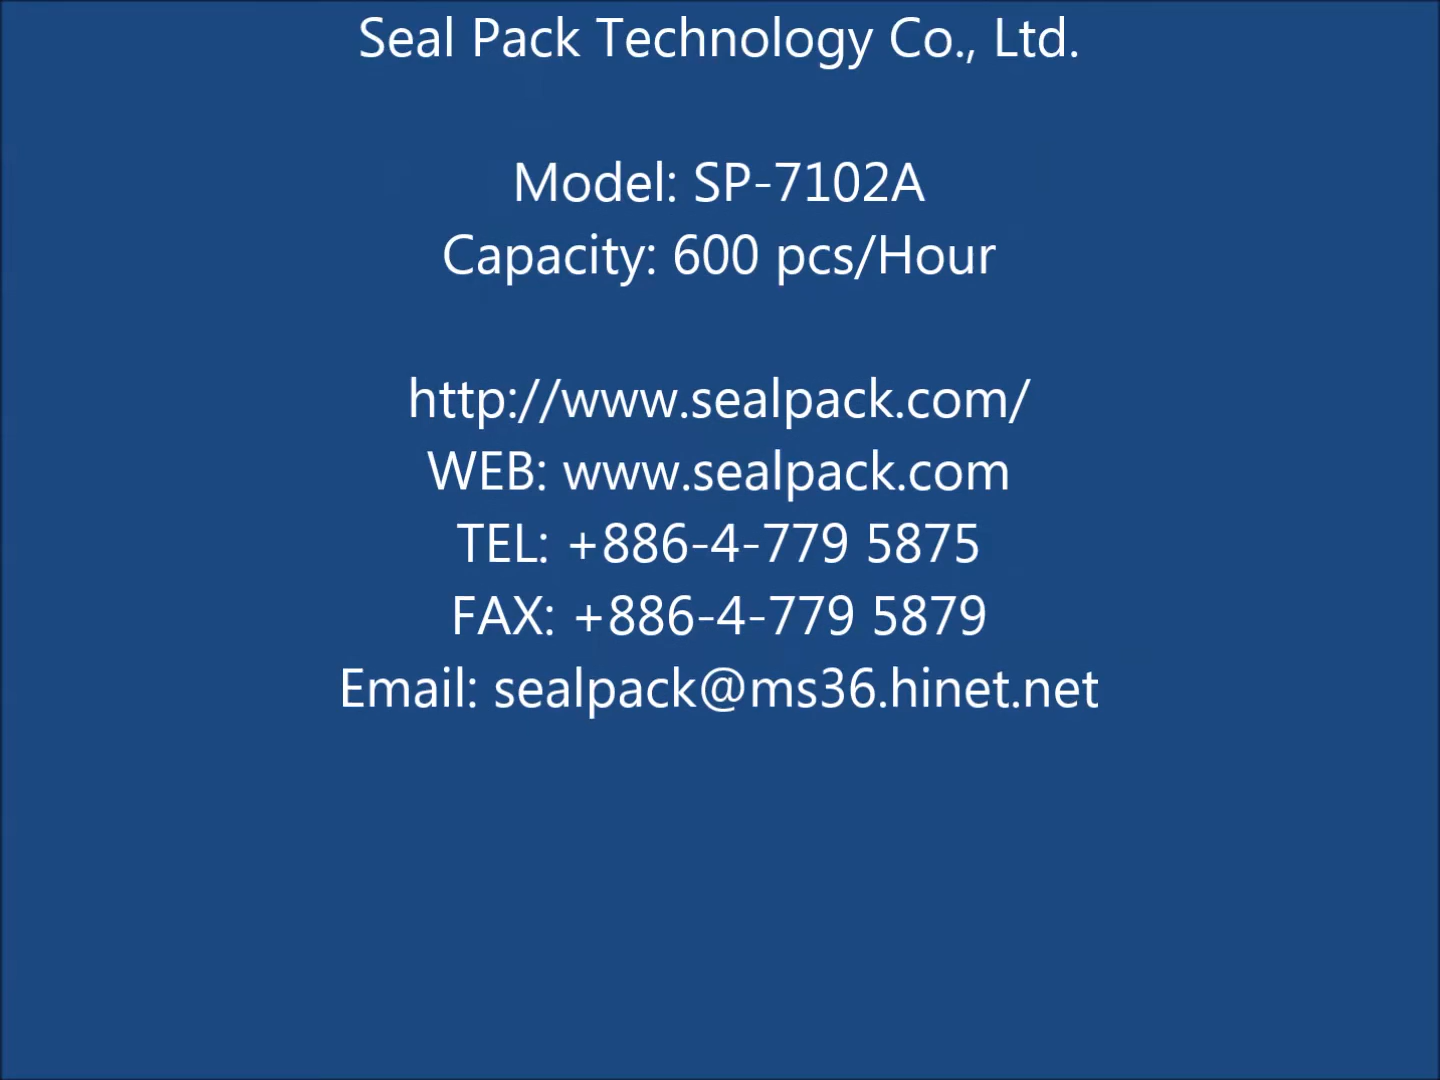 Seal Pack Technology Co., Ltd.
Model: SP-7102A
Capacity: 600 pcs/Hour
http://www.sealpack.com/
WEB: www.sealpack.com
TEL: +886-4-779 5875
FAX: +886-4-779 5879
Email: sealpack@ms36.hinet.net